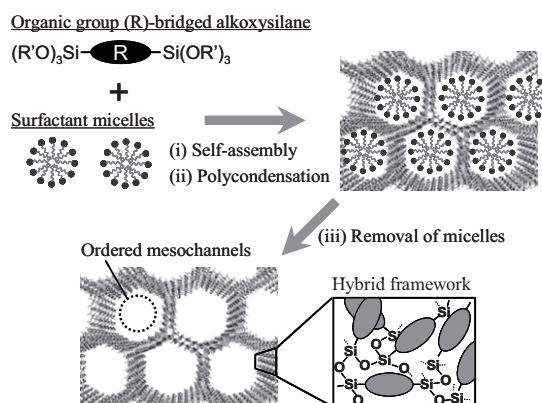 Organic group (R)-bridged alkoxysilane
(R'O)₃Si R Si(OR')₃
+
Surfactant micelles
(i) Self-assembly
(ii) Polycondensation
(iii) Removal of micelles
Ordered mesochannels
Hybrid framework
Si
O
Si
Si
O Si
Si
O O O
Si O Si
O Si